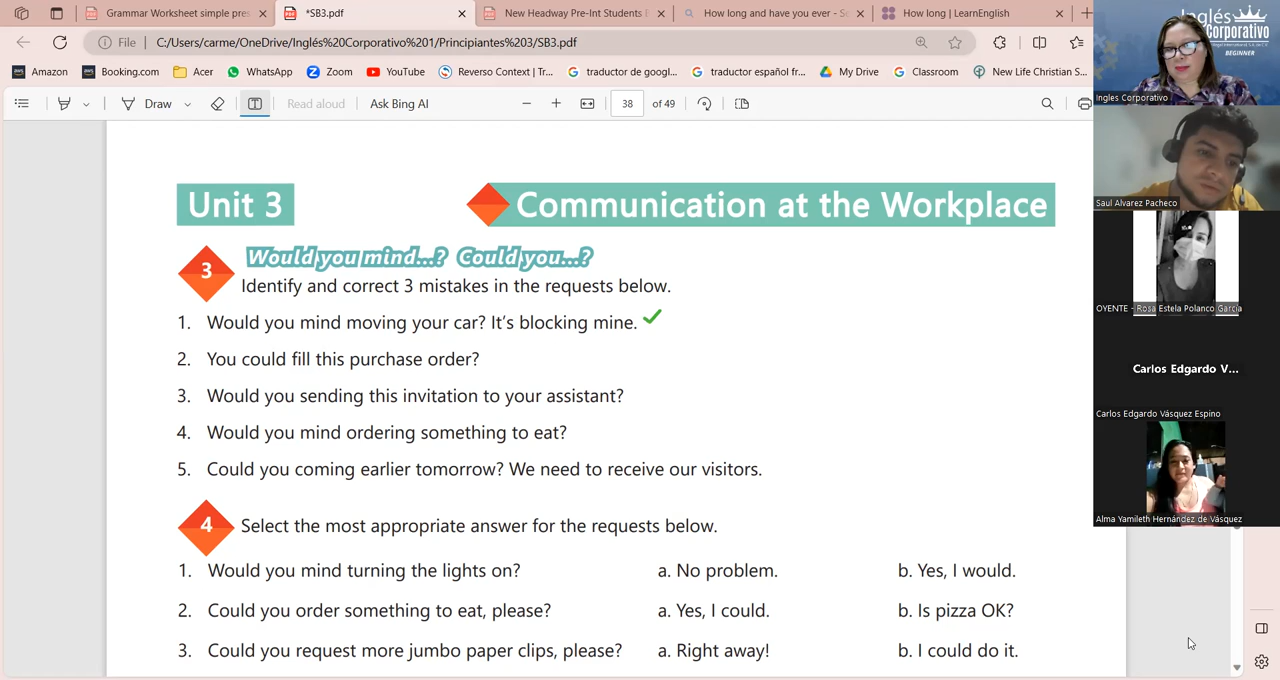 Grammar Worksheet simple pres
*SB3.pdf
New Headway Pre-Int Students
How long and have you ever - Se
How long | LearnEnglish
File
C:/Users/carme/OneDrive/Inglés%20Corporativo%201/Principiantes%203/SB3.pdf
Amazon
Booking.com
Acer
WhatsApp
Zoom
YouTube
Reverso Context | Tr...
traductor de googl...
traductor español fr...
My Drive
Classroom
New Life Christian S...
Draw
Read aloud
Ask Bing AI
38
of 49
Unit 3
Communication at the Workplace
3
Would you mind...? Could you...?
Identify and correct 3 mistakes in the requests below.
1. Would you mind moving your car? It's blocking mine.
2. You could fill this purchase order?
3. Would you sending this invitation to your assistant?
4. Would you mind ordering something to eat?
5. Could you coming earlier tomorrow? We need to receive our visitors.
4
Select the most appropriate answer for the requests below.
1. Would you mind turning the lights on? a. No problem. b. Yes, I would.
2. Could you order something to eat, please? a. Yes, I could. b. Is pizza OK?
3. Could you request more jumbo paper clips, please? a. Right away! b. I could do it.
Inglés
Corporativo
BEGINNER
Ingles Corporativo
Saul Alvarez Pacheco
OYENTE - Rosa Estela Polanco García
Carlos Edgardo V...
Carlos Edgardo Vásquez Espino
Alma Yamileth Hernández de Vásquez